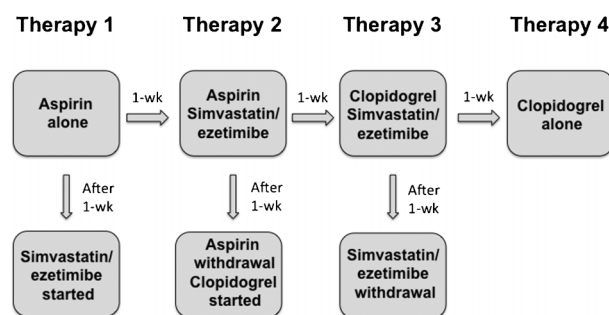 Therapy 1
Therapy 2
Therapy 3
Therapy 4
Aspirin
alone
1-wk
Aspirin
Simvastatin/
ezetimibe
1-wk
Clopidogrel
Simvastatin/
ezetimibe
1-wk
Clopidogrel
alone
After
1-wk
After
1-wk
After
1-wk
Simvastatin/
ezetimibe
started
Aspirin
withdrawal
Clopidogrel
started
Simvastatin/
ezetimibe
withdrawal